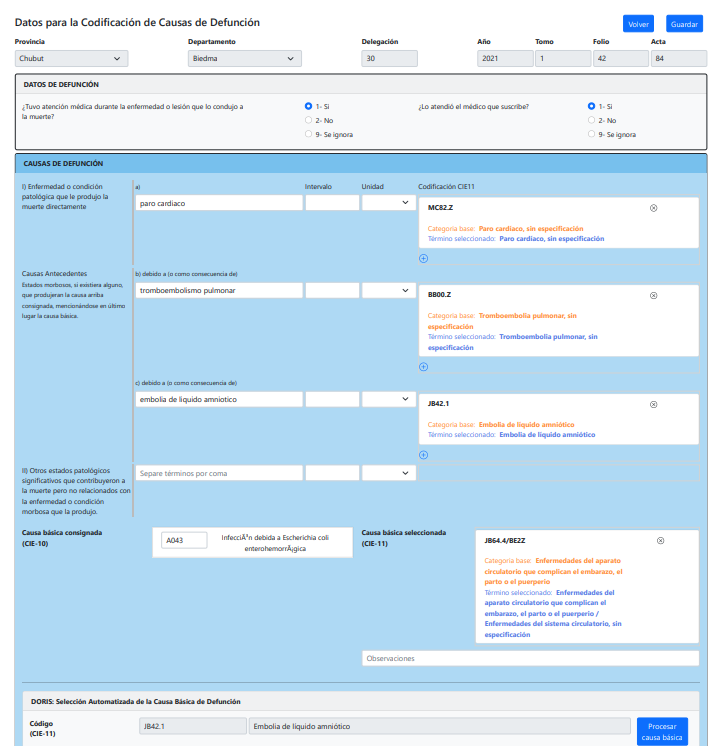 Datos para la Codificación de Causas de Defunción
Volver
Guardar
Provincia
Departamento
Delegación
Año
Tomo
Folio
Acta
Chubut
Biedma
30
2021
1
42
84
DATOS DE DEFUNCIÓN
¿Tuvo atención médica durante la enfermedad o lesión que lo condujo a
la muerte?
1- Si
2- No
9- Se ignora
¿Lo atendió el médico que suscribe?
1- Si
2- No
9- Se ignora
CAUSAS DE DEFUNCIÓN
I) Enfermedad o condición
patológica que le produjo la
muerte directamente
a)
Intervalo
Unidad
Codificación CIE11
paro cardiaco
MC82.Z
Categoria base: Paro cardíaco, sin especificación
Término seleccionado: Paro cardíaco, sin especificación
Causas Antecedentes
Estados morbosos, si existiera alguno,
que produjeran la causa arriba
consignada, mencionándose en último
lugar la causa básica.
b) debido a (o como consecuencia de)
tromboembolismo pulmonar
BB00.Z
Categoria base: Tromboembolia pulmonar, sin
especificación
Término seleccionado: Tromboembolia pulmonar, sin
especificación
c) debido a (o como consecuencia de)
embolia de liquido amniotico
JB42.1
Categoria base: Embolia de líquido amniótico
Término seleccionado: Embolia de líquido amniótico
II) Otros estados patológicos
significativos que contribuyeron a
la muerte pero no relacionados con
la enfermedad o condición
morbosa que la produjo.
Separe términos por coma
Causa básica consignada
(CIE-10)
A043
InfecciÃ³n debida a Escherichia coli
enterohemorrÃ¡gica
Causa básica seleccionada
(CIE-11)
JB64.4/BE2Z
Categoria base: Enfermedades del aparato
circulatorio que complican el embarazo, el
parto o el puerperio
Término seleccionado: Enfermedades del
aparato circulatorio que complican el
embarazo, el parto o el puerperio /
Enfermedades del sistema circulatorio, sin
especificación
Observaciones
DORIS: Selección Automatizada de la Causa Básica de Defunción
Código
(CIE-11)
JB42.1
Embolia de líquido amniótico
Procesar
causa básica